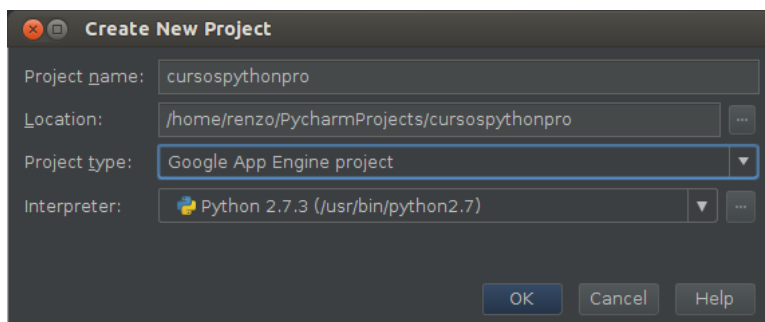 Create New Project
Project name: cursospythonpro
Location: /home/renzo/PycharmProjects/cursospythonpro ...
Project type: Google App Engine project
Interpreter: Python 2.7.3 (/usr/bin/python2.7) ...
OK Cancel Help